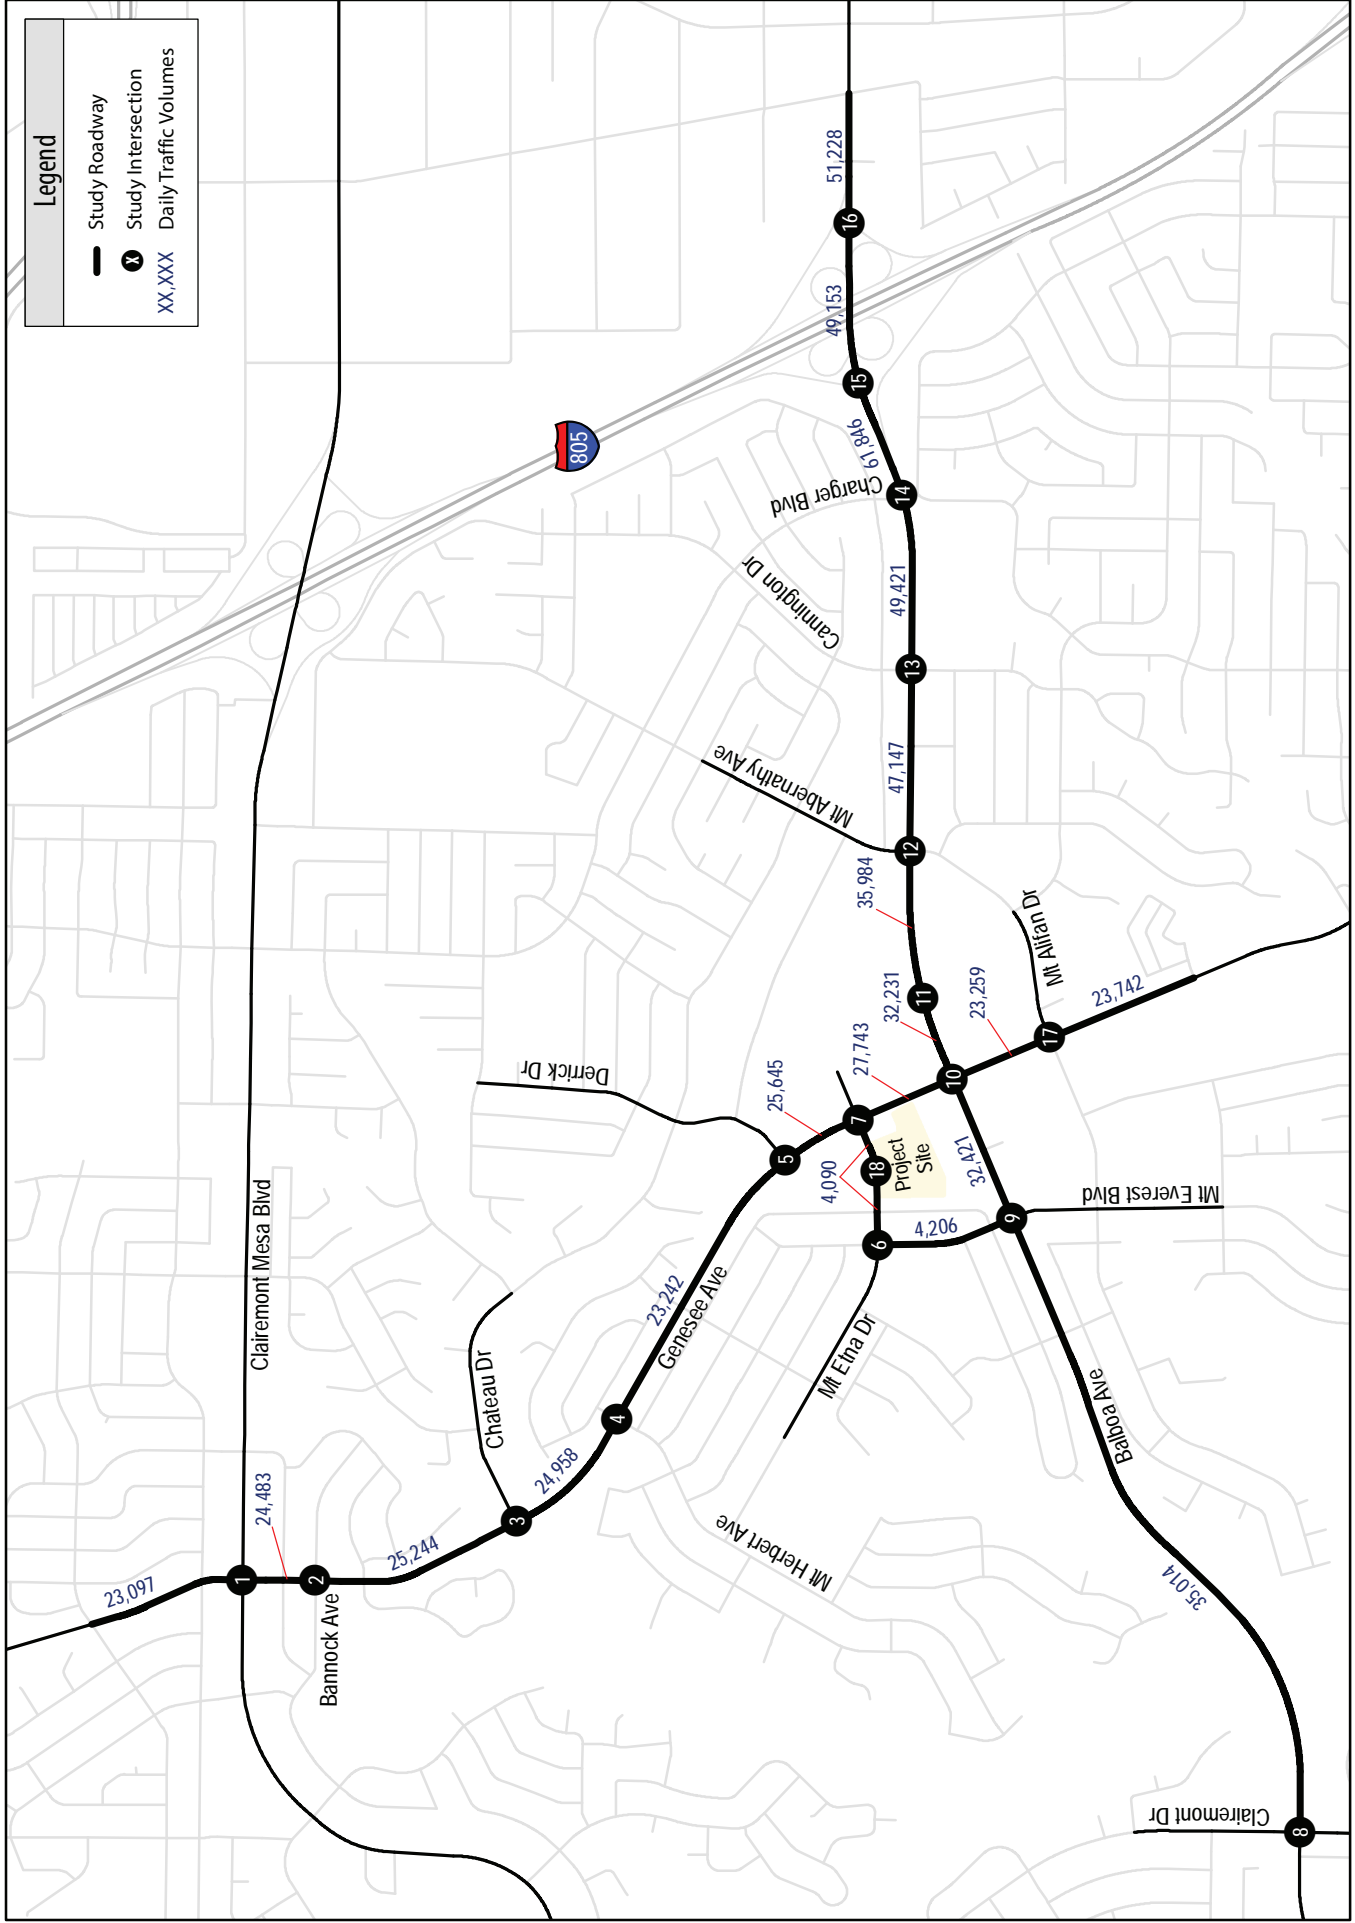 Legend
Study Roadway
X
Study Intersection
XX,XXX
Daily Traffic Volumes
805
Clairemont Mesa Blvd
Bannock Ave
Chateau Dr
Derrick Dr
Genesee Ave
Mt Herbert Ave
Mt Etna Dr
Mt Everest Blvd
Balboa Ave
Clairemont Dr
Project
Site
Mt Alifan Dr
Mt Abernathy Ave
Cannington Dr
Charger Blvd
23,097
24,483
25,244
24,958
23,242
25,645
27,743
4,090
4,206
35,014
32,421
32,231
35,984
47,147
49,421
61,846
49,153
51,228
23,259
23,742
1
2
3
4
5
6
7
8
9
10
11
12
13
14
15
16
17
18